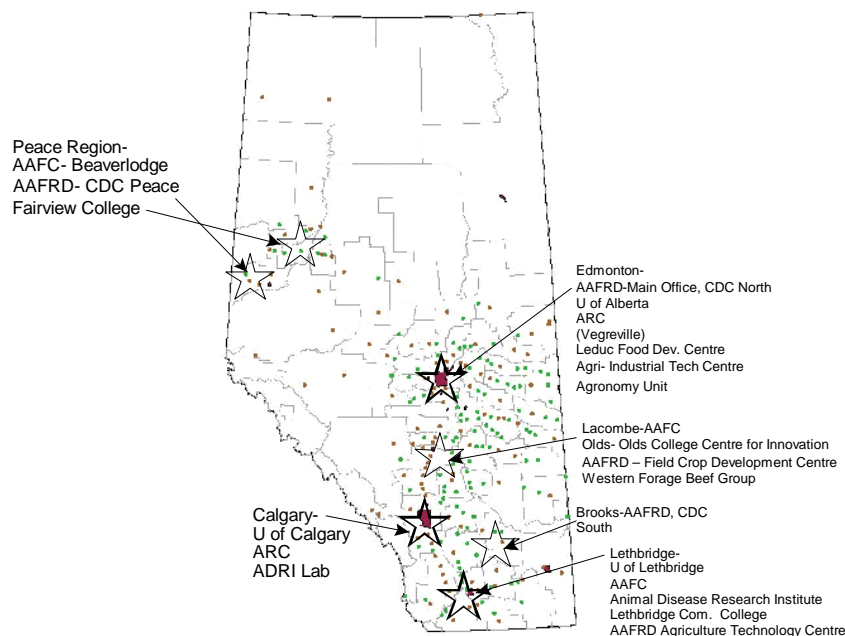 Peace Region-
AAFC- Beaverlodge
AAFRD- CDC Peace
Fairview College
Edmonton-
AAFRD-Main Office, CDC North
U of Alberta
ARC
(Vegreville)
Leduc Food Dev. Centre
Agri- Industrial Tech Centre
Agronomy Unit
Lacombe-AAFC
Olds- Olds College Centre for Innovation
AAFRD – Field Crop Development Centre
Western Forage Beef Group
Calgary-
U of Calgary
ARC
ADRI Lab
Brooks-AAFRD, CDC
South
Lethbridge-
U of Lethbridge
AAFC
Animal Disease Research Institute
Lethbridge Com. College
AAFRD Agriculture Technology Centre